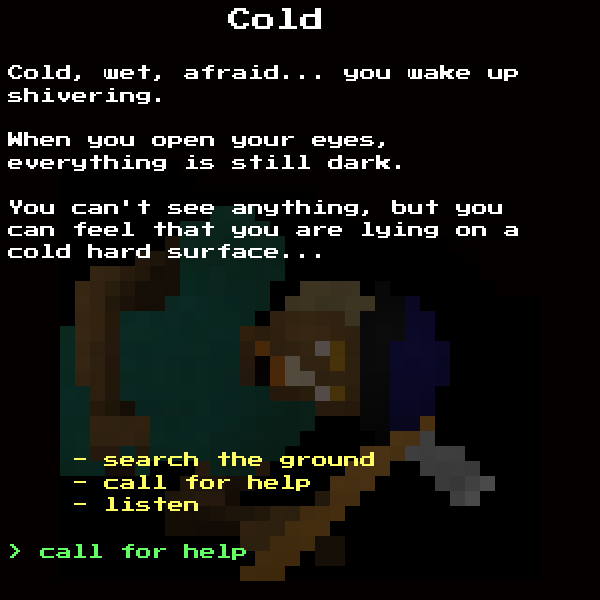 Cold
Cold, wet, afraid... you wake up
shivering.
When you open your eyes,
everything is still dark.
You can't see anything, but you
can feel that you are lying on a
cold hard surface...
- search the ground
- call for help
- listen
> call for help